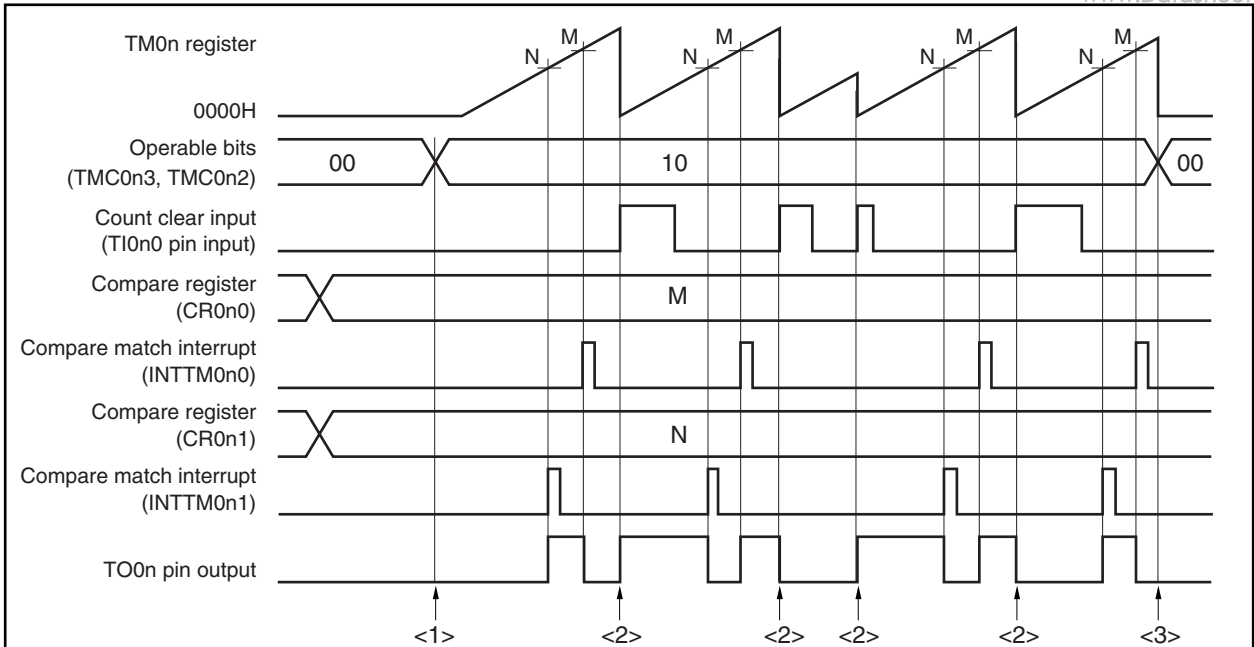 TM0n register
N M N M N M N M
0000H
Operable bits
(TMC0n3, TMC0n2)
00 10 00
Count clear input
(TI0n0 pin input)
Compare register
(CR0n0)
M
Compare match interrupt
(INTTM0n0)
Compare register
(CR0n1)
N
Compare match interrupt
(INTTM0n1)
TO0n pin output
<1> <2> <2> <2> <2> <3>